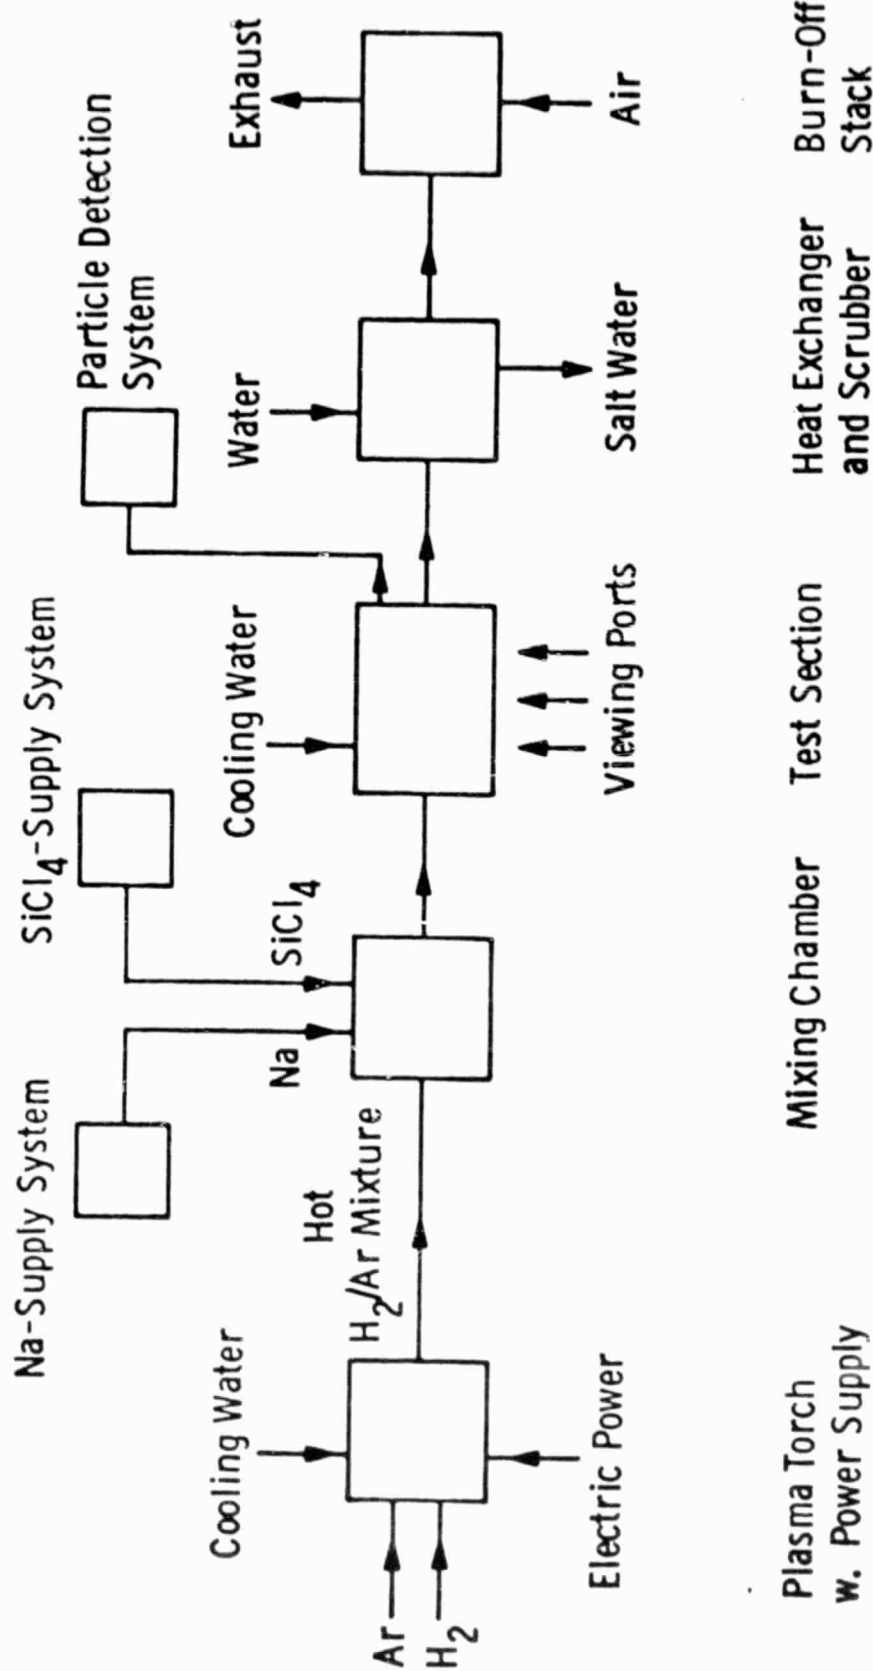 Na-Supply System
SiCl4-Supply System
Particle Detection
System
Cooling Water
Hot
H2/Ar Mixture
Na
SiCl4
Cooling Water
Water
Exhaust
Ar
H2
Electric Power
Viewing Ports
Salt Water
Air
Plasma Torch
w. Power Supply
Mixing Chamber
Test Section
Heat Exchanger
and Scrubber
Burn-Off
Stack